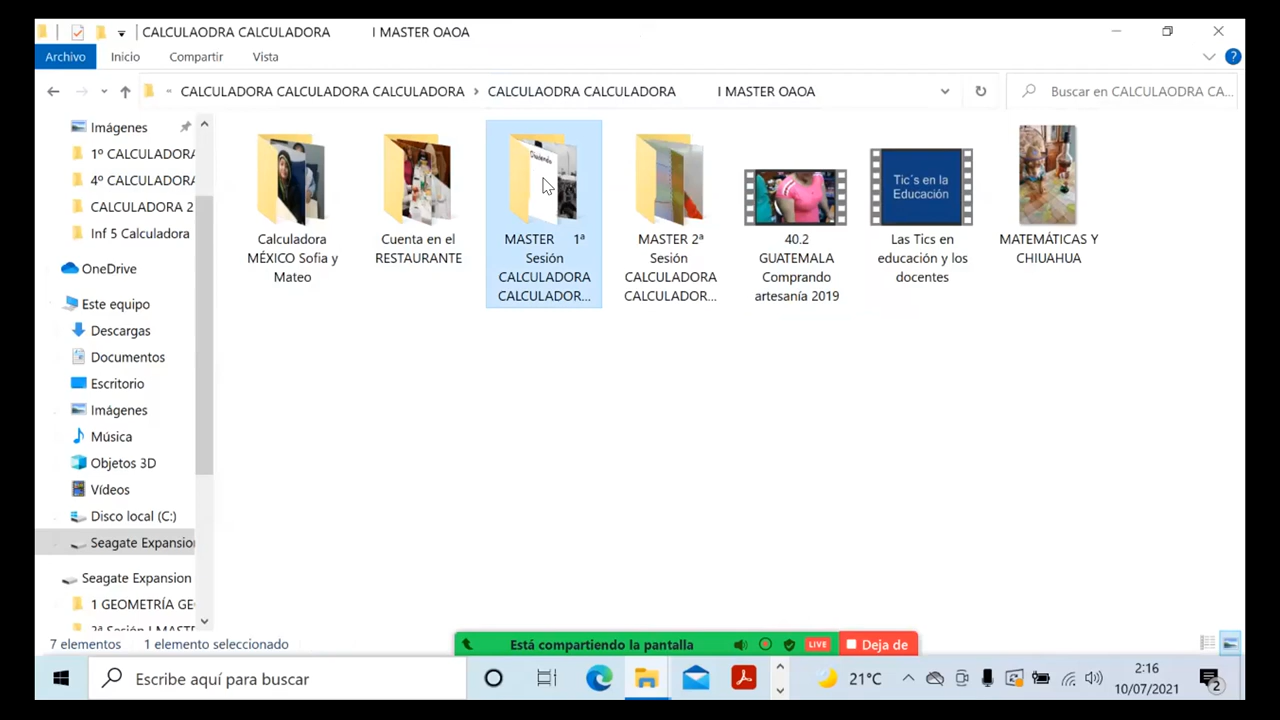 CALCULAODRA CALCULADORA I MASTER OAOA
Archivo Inicio Compartir Vista
« CALCULADORA CALCULADORA CALCULADORA › CALCULAODRA CALCULADORA I MASTER OAOA
Buscar en CALCULAODRA CA...
Imágenes
1º CALCULADORA
4º CALCULADORA
CALCULADORA 2
Inf 5 Calculadora
OneDrive
Este equipo
Descargas
Documentos
Escritorio
Imágenes
Música
Objetos 3D
Vídeos
Disco local (C:)
Seagate Expansion
Seagate Expansion
1 GEOMETRÍA GE
2ª Sesión I MAST
Calculadora
MÉXICO Sofia y
Mateo
Cuenta en el
RESTAURANTE
MASTER 1ª
Sesión
CALCULADORA
CALCULADOR...
MASTER 2ª
Sesión
CALCULADORA
CALCULADOR...
40.2
GUATEMALA
Comprando
artesanía 2019
Tic´s en la
Educación
Las Tics en
educación y los
docentes
MATEMÁTICAS Y
CHIUAHUA
7 elementos 1 elemento seleccionado
Está compartiendo la pantalla
LIVE
Deja de
Escribe aquí para buscar
21°C
2:16
10/07/2021
2